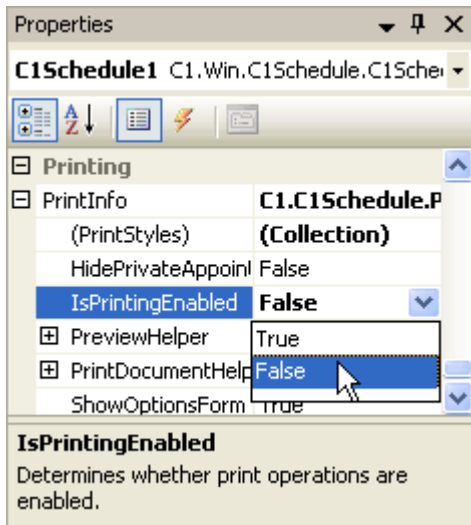 Properties
C1Schedule1 C1.Win.C1Schedule.C1Sche
Printing
PrintInfo C1.C1Schedule.P
(PrintStyles) (Collection)
HidePrivateAppoint False
IsPrintingEnabled False
PreviewHelper True
PrintDocumentHelp False
ShowOptionsForm True
IsPrintingEnabled
Determines whether print operations are
enabled.